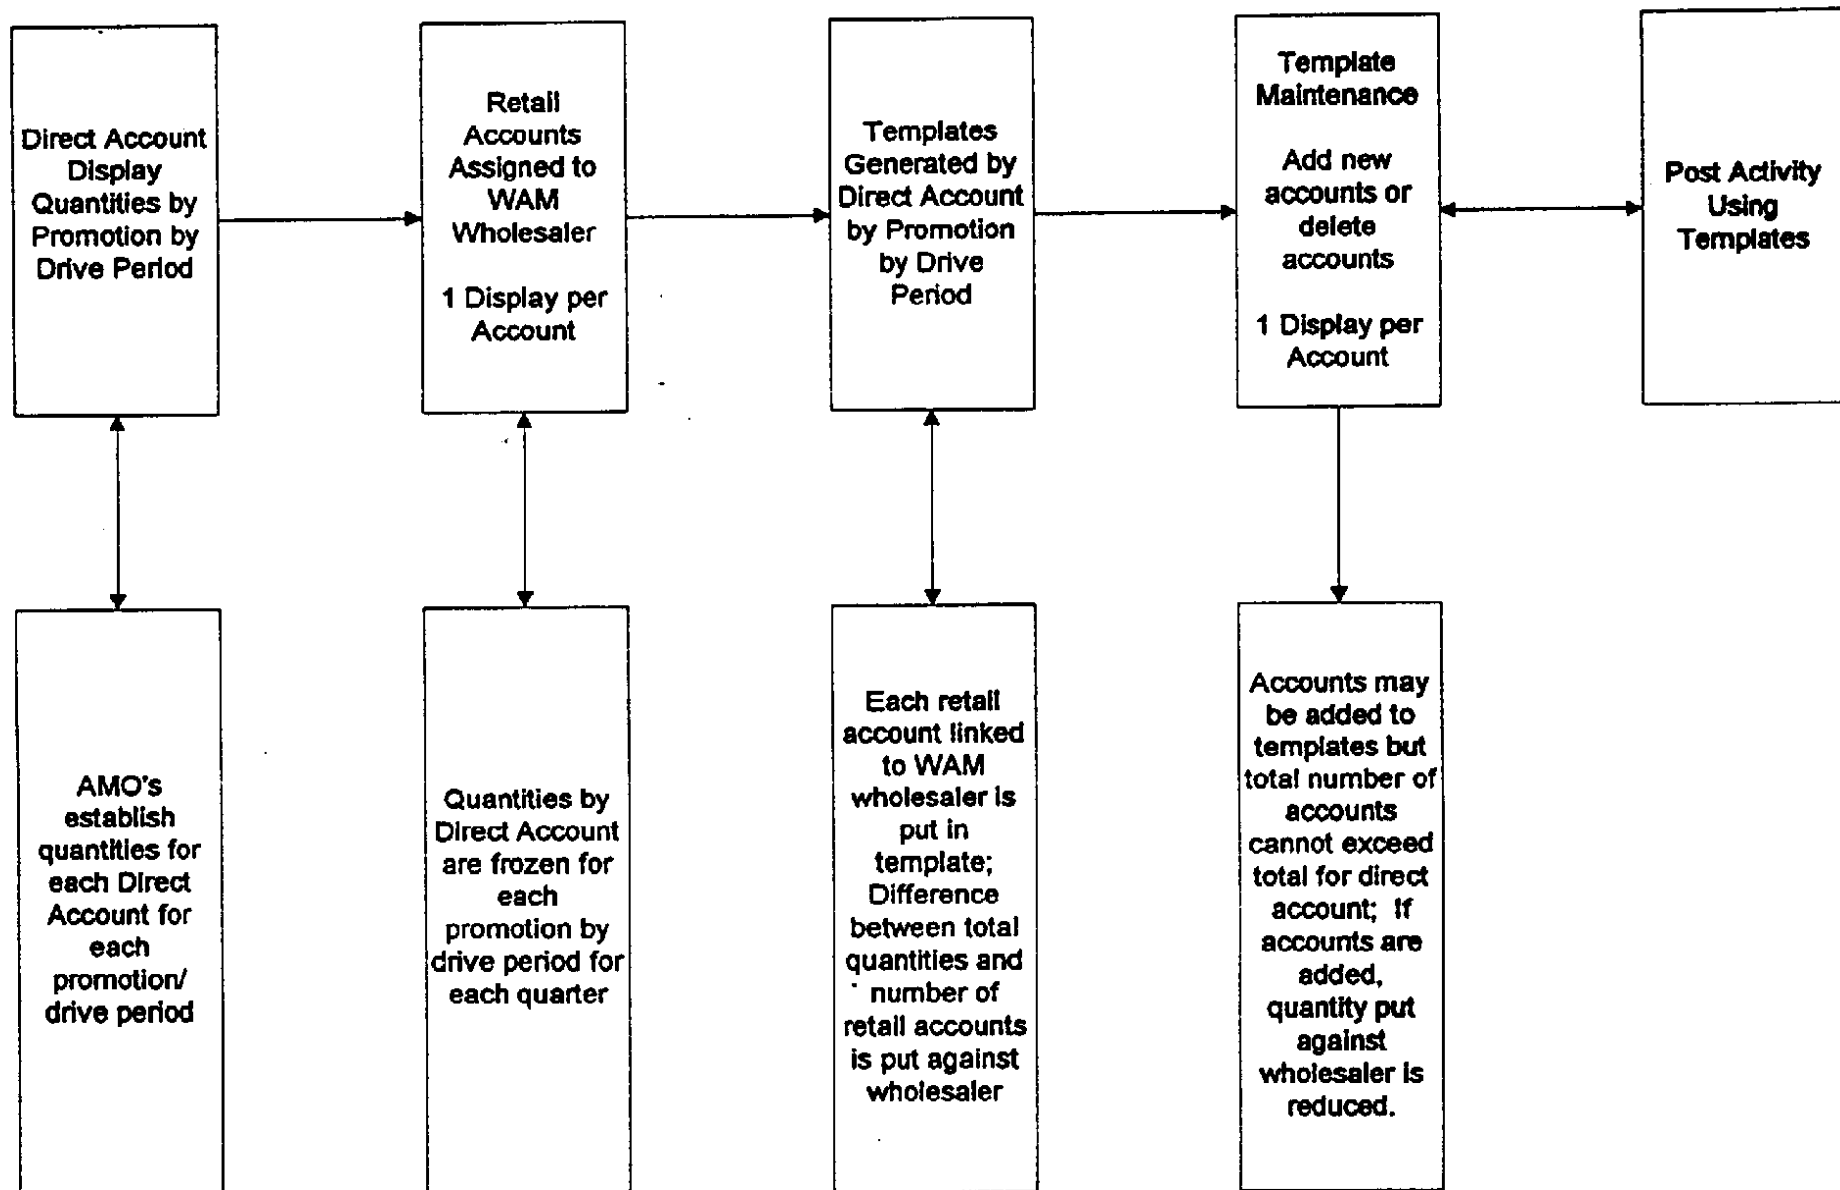 Direct Account
Display
Quantities by
Promotion by
Drive Period
Retail
Accounts
Assigned to
WAM
Wholesaler
1 Display per
Account
Templates
Generated by
Direct Account
by Promotion
by Drive
Period
Template
Maintenance
Add new
accounts or
delete
accounts
1 Display per
Account
Post Activity
Using
Templates
AMO's
establish
quantities for
each Direct
Account for
each
promotion/
drive period
Quantities by
Direct Account
are frozen for
each
promotion by
drive period for
each quarter
Each retail
account linked
to WAM
wholesaler is
put in
template;
Difference
between total
quantities and
number of
retail accounts
is put against
wholesaler
Accounts may
be added to
templates but
total number of
accounts
cannot exceed
total for direct
account; If
accounts are
added,
quantity put
against
wholesaler is
reduced.